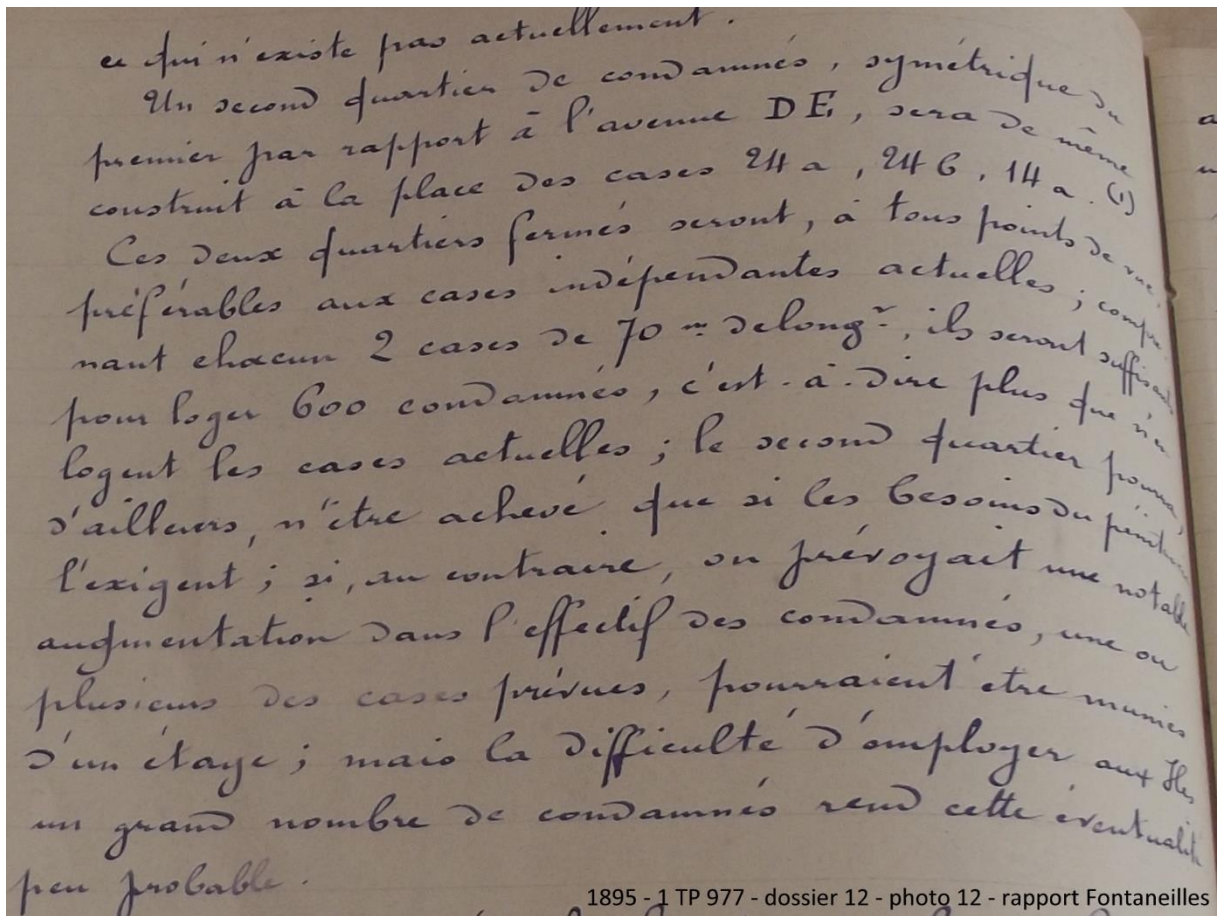 ce qui n'existe pas actuellement.
Un second quartier de condamnés, symétrique du
premier par rapport à l'avenue DE, sera de même
construit à la place des cases 24 a, 24 b, 14 a. (1)
Ces deux quartiers fermés seront, à tous points de vue,
préférables aux cases indépendantes actuelles ; compre-
nant chacun 2 cases de 70 m de longr, ils seront suffisants
pour loger 600 condamnés, c'est-à-dire plus que n'en
logent les cases actuelles ; le second quartier pourra,
d'ailleurs, n'être achevé que si les besoins du
l'exigent ; si, au contraire, on prévoyait une notable
augmentation dans l'effectif des condamnés, une ou
plusieurs des cases prévues, pourraient être munies
d'un étage ; mais la difficulté d'employer aux Iles
un grand nombre de condamnés rend cette éventualité
peu probable.
1895 - 1 TP 977 - dossier 12 - photo 12 - rapport Fontaneilles